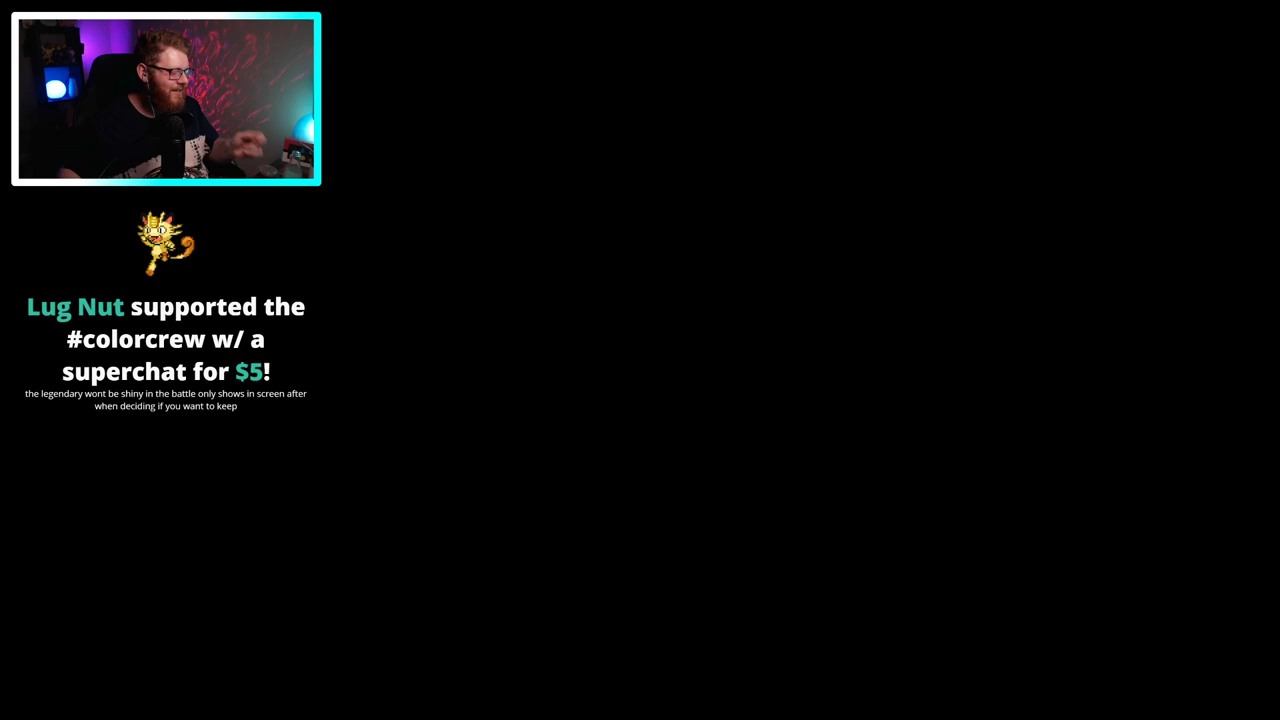 Lug Nut supported the
#colorcrew w/ a
superchat for $5!
the legendary wont be shiny in the battle only shows in screen after
when deciding if you want to keep